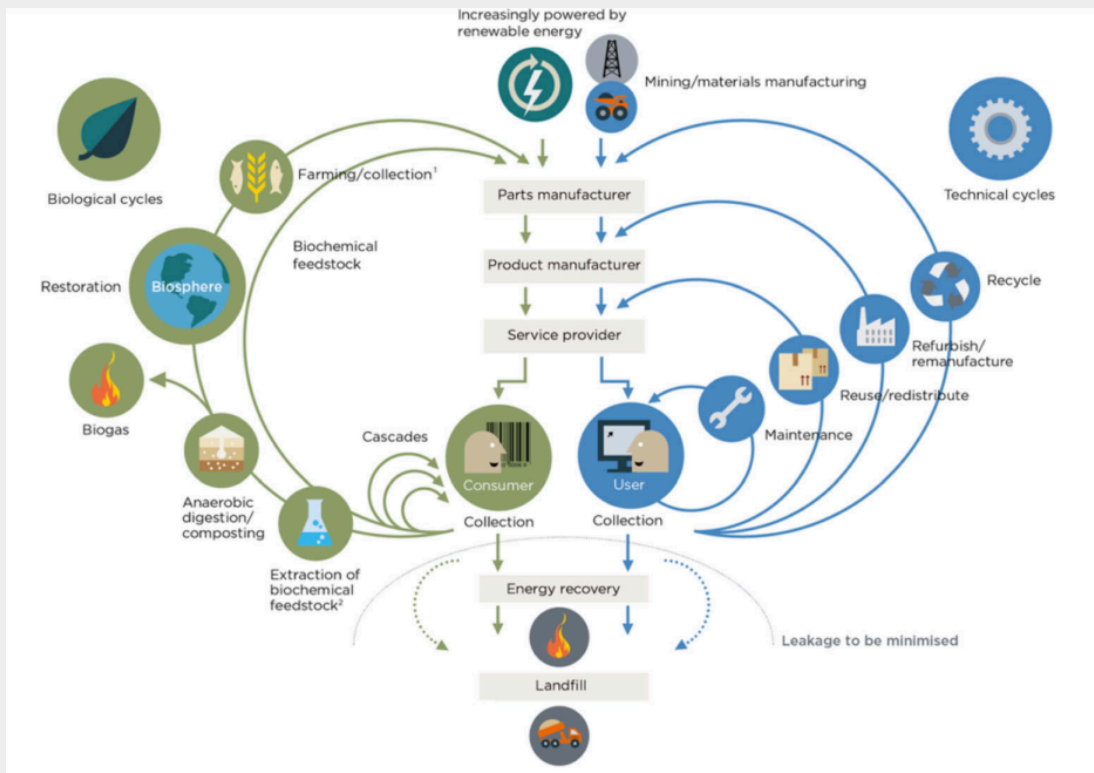 Increasingly powered by
renewable energy
Mining/materials manufacturing
Biological cycles
Technical cycles
Farming/collection¹
Parts manufacturer
Biochemical
feedstock
Product manufacturer
Restoration
Biosphere
Recycle
Service provider
Refurbish/
remanufacture
Reuse/redistribute
Biogas
Cascades
Maintenance
Consumer
User
Anaerobic
digestion/
composting
Collection
Collection
Extraction of
biochemical
feedstock²
Energy recovery
Leakage to be minimised
Landfill